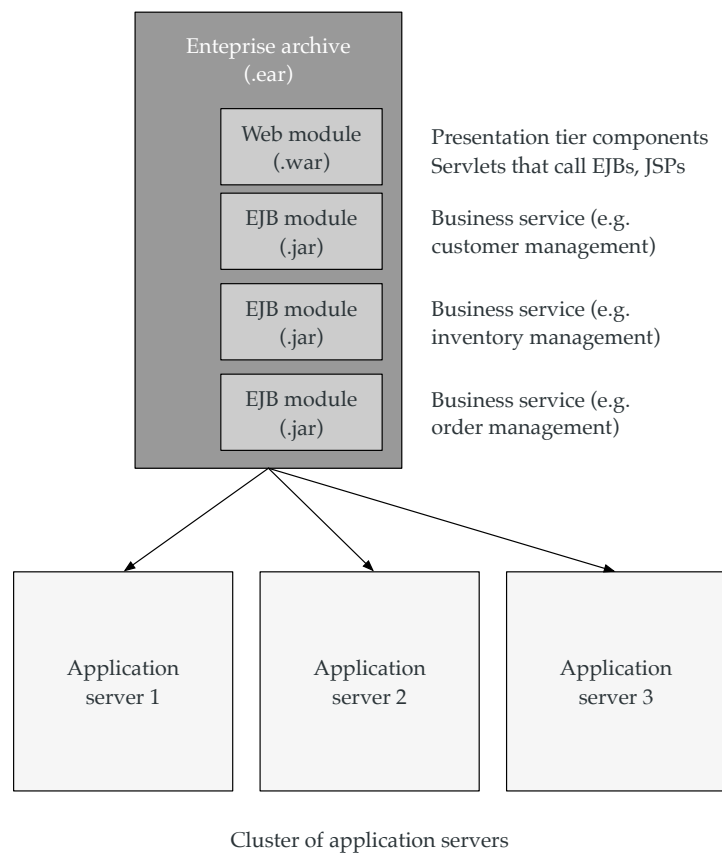 Enteprise archive
(.ear)
Web module
(.war)
Presentation tier components
Servlets that call EJBs, JSPs
EJB module
(.jar)
Business service (e.g.
customer management)
EJB module
(.jar)
Business service (e.g.
inventory management)
EJB module
(.jar)
Business service (e.g.
order management)
Application
server 1
Application
server 2
Application
server 3
Cluster of application servers